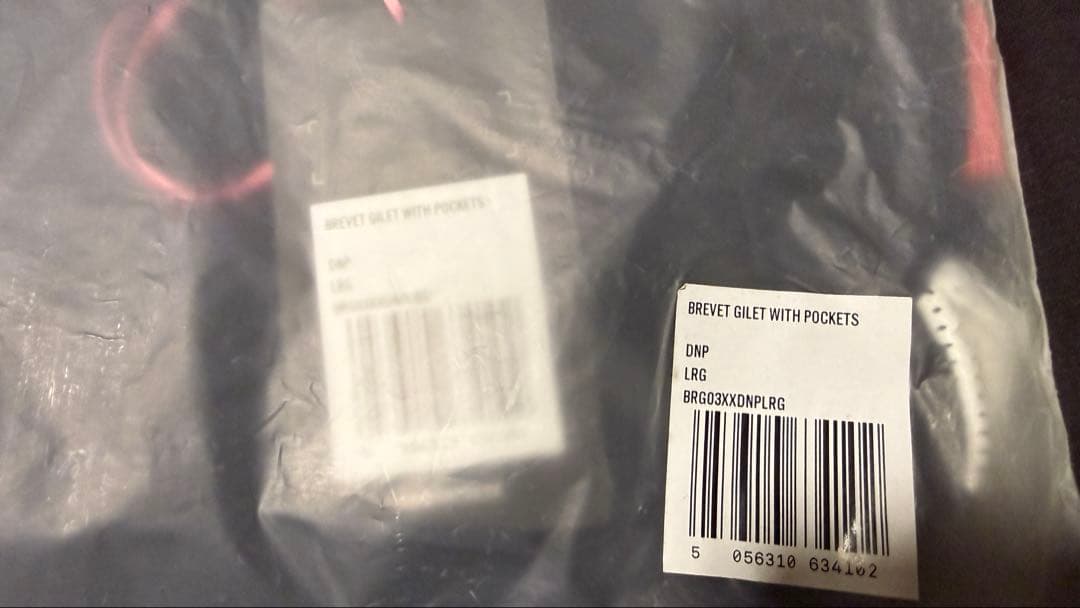 BREVET GILET WITH POCKETS
DNP
LRG
BREVET GILET WITH POCKETS
DNP
LRG
BRG03XXDNPLRG
5 056310 634102